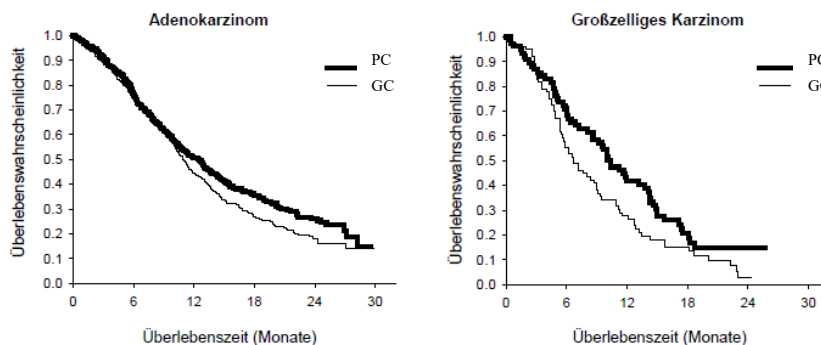 Adenokarzinom
Überlebenswahrscheinlichkeit
1.0
0.9
0.8
0.7
0.6
0.5
0.4
0.3
0.2
0.1
0.0
PC
GC
0 6 12 18 24 30
Überlebenszeit (Monate)
Großzelliges Karzinom
Überlebenswahrscheinlichkeit
1.0
0.9
0.8
0.7
0.6
0.5
0.4
0.3
0.2
0.1
0.0
PC
GC
0 6 12 18 24 30
Überlebenszeit (Monate)